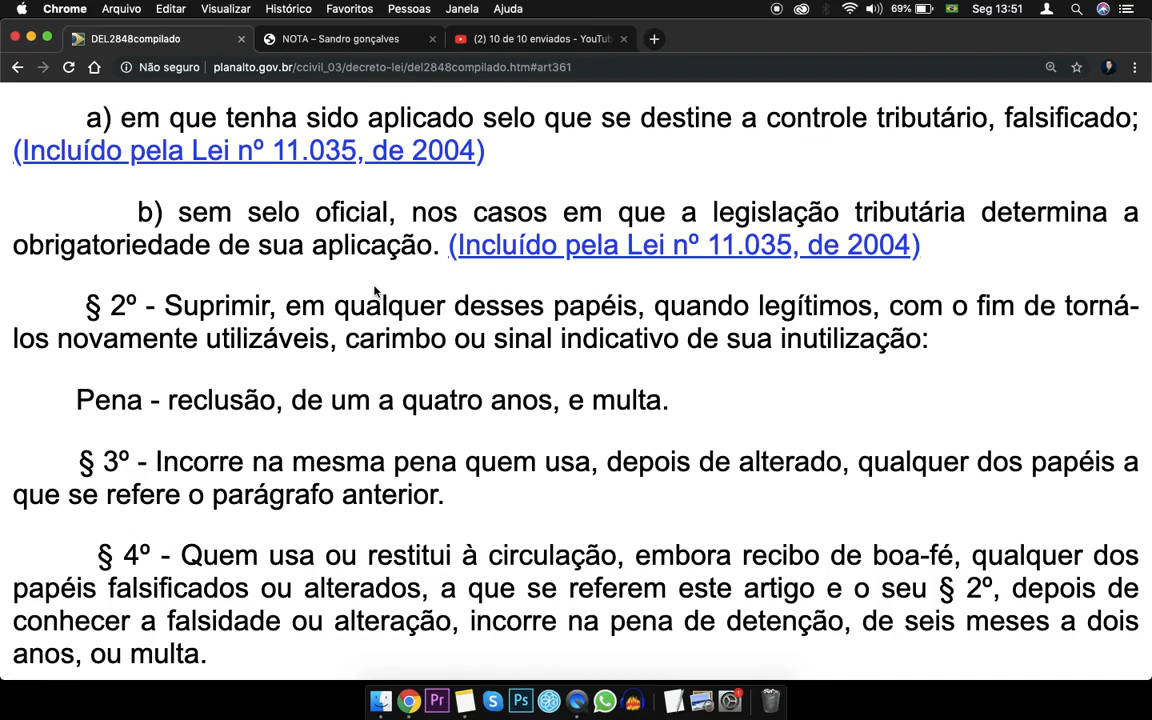 Chrome Arquivo Editar Visualizar Histórico Favoritos Pessoas Janela Ajuda 69% Seg 13:51
DEL2848compilado NOTA – Sandro gonçalves (2) 10 de 10 enviados - YouTub
Não seguro planalto.gov.br/ccivil_03/decreto-lei/del2848compilado.htm#art361
a) em que tenha sido aplicado selo que se destine a controle tributário, falsificado;
(Incluído pela Lei nº 11.035, de 2004)
b) sem selo oficial, nos casos em que a legislação tributária determina a
obrigatoriedade de sua aplicação. (Incluído pela Lei nº 11.035, de 2004)
§ 2º - Suprimir, em qualquer desses papéis, quando legítimos, com o fim de torná-
los novamente utilizáveis, carimbo ou sinal indicativo de sua inutilização:
Pena - reclusão, de um a quatro anos, e multa.
§ 3º - Incorre na mesma pena quem usa, depois de alterado, qualquer dos papéis a
que se refere o parágrafo anterior.
§ 4º - Quem usa ou restitui à circulação, embora recibo de boa-fé, qualquer dos
papéis falsificados ou alterados, a que se referem este artigo e o seu § 2º, depois de
conhecer a falsidade ou alteração, incorre na pena de detenção, de seis meses a dois
anos, ou multa.
Pr Ps